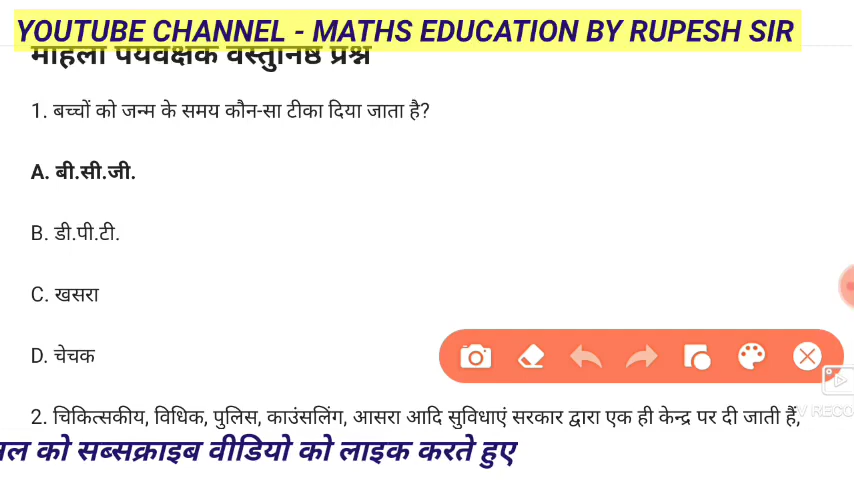 YOUTUBE CHANNEL - MATHS EDUCATION BY RUPESH SIR
महिला पर्यवेक्षक वस्तुनिष्ठ प्रश्न
1. बच्चों को जन्म के समय कौन-सा टीका दिया जाता है?
A. बी.सी.जी.
B. डी.पी.टी.
C. खसरा
D. चेचक
2. चिकित्सकीय, विधिक, पुलिस, काउंसलिंग, आसरा आदि सुविधाएं सरकार द्वारा एक ही केन्द्र पर दी जाती हैं,
को सब्सक्राइब वीडियो को लाइक करते हुए